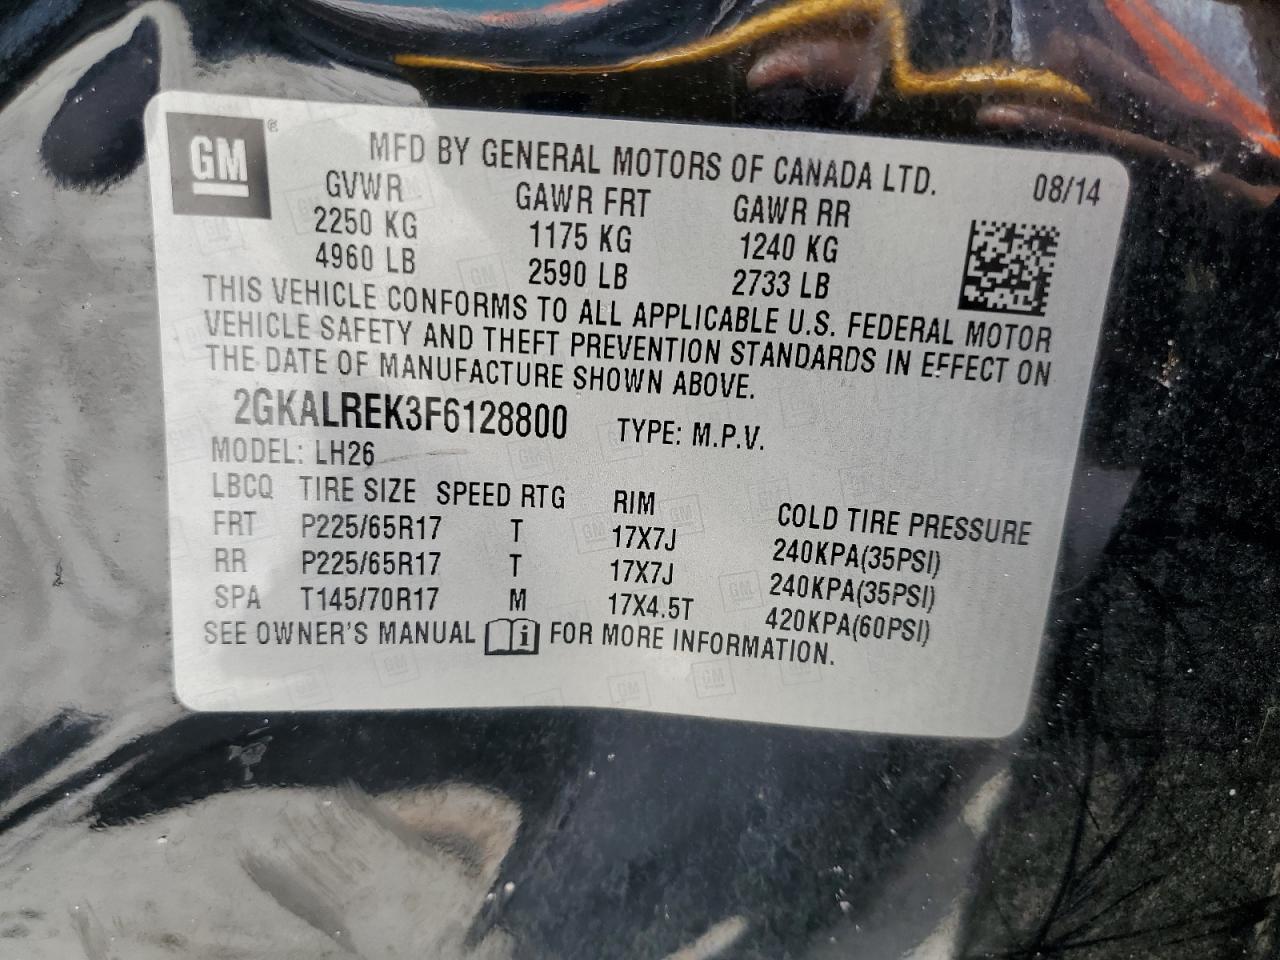 GM
MFD BY GENERAL MOTORS OF CANADA LTD.
08/14
GVWR GAWR FRT GAWR RR
2250 KG 1175 KG 1240 KG
4960 LB 2590 LB 2733 LB
THIS VEHICLE CONFORMS TO ALL APPLICABLE U.S. FEDERAL MOTOR
VEHICLE SAFETY AND THEFT PREVENTION STANDARDS IN EFFECT ON
THE DATE OF MANUFACTURE SHOWN ABOVE.
2GKALREK3F6128800 TYPE: M.P.V.
MODEL: LH26
LBCQ TIRE SIZE SPEED RTG RIM COLD TIRE PRESSURE
FRT P225/65R17 T 17X7J 240KPA(35PSI)
RR P225/65R17 T 17X7J 240KPA(35PSI)
SPA T145/70R17 M 17X4.5T 420KPA(60PSI)
SEE OWNER'S MANUAL i FOR MORE INFORMATION.